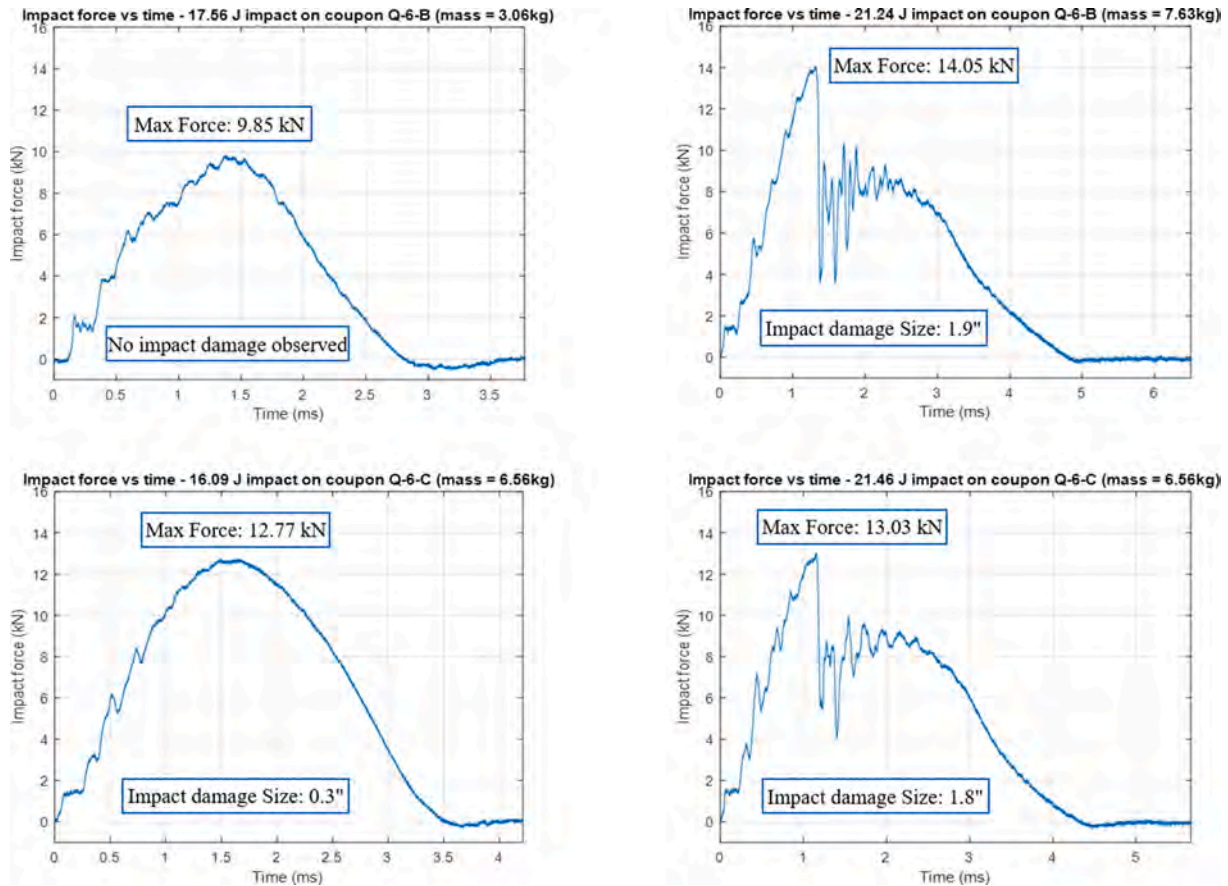 Impact force vs time - 17.56 J impact on coupon Q-6-B (mass = 3.06kg)
16
14
12
10
8
6
4
2
0
Impact force (kN)
Max Force: 9.85 kN
No impact damage observed
0 0.5 1 1.5 2 2.5 3 3.5
Time (ms)
Impact force vs time - 21.24 J impact on coupon Q-6-B (mass = 7.63kg)
16
14
12
10
8
6
4
2
0
Impact force (kN)
Max Force: 14.05 kN
Impact damage Size: 1.9"
0 1 2 3 4 5 6
Time (ms)
Impact force vs time - 16.09 J impact on coupon Q-6-C (mass = 6.56kg)
16
14
12
10
8
6
4
2
0
Impact force (kN)
Max Force: 12.77 kN
Impact damage Size: 0.3"
0 0.5 1 1.5 2 2.5 3 3.5 4
Time (ms)
Impact force vs time - 21.46 J impact on coupon Q-6-C (mass = 6.56kg)
16
14
12
10
8
6
4
2
0
Impact force (kN)
Max Force: 13.03 kN
Impact damage Size: 1.8"
0 1 2 3 4 5
Time (ms)